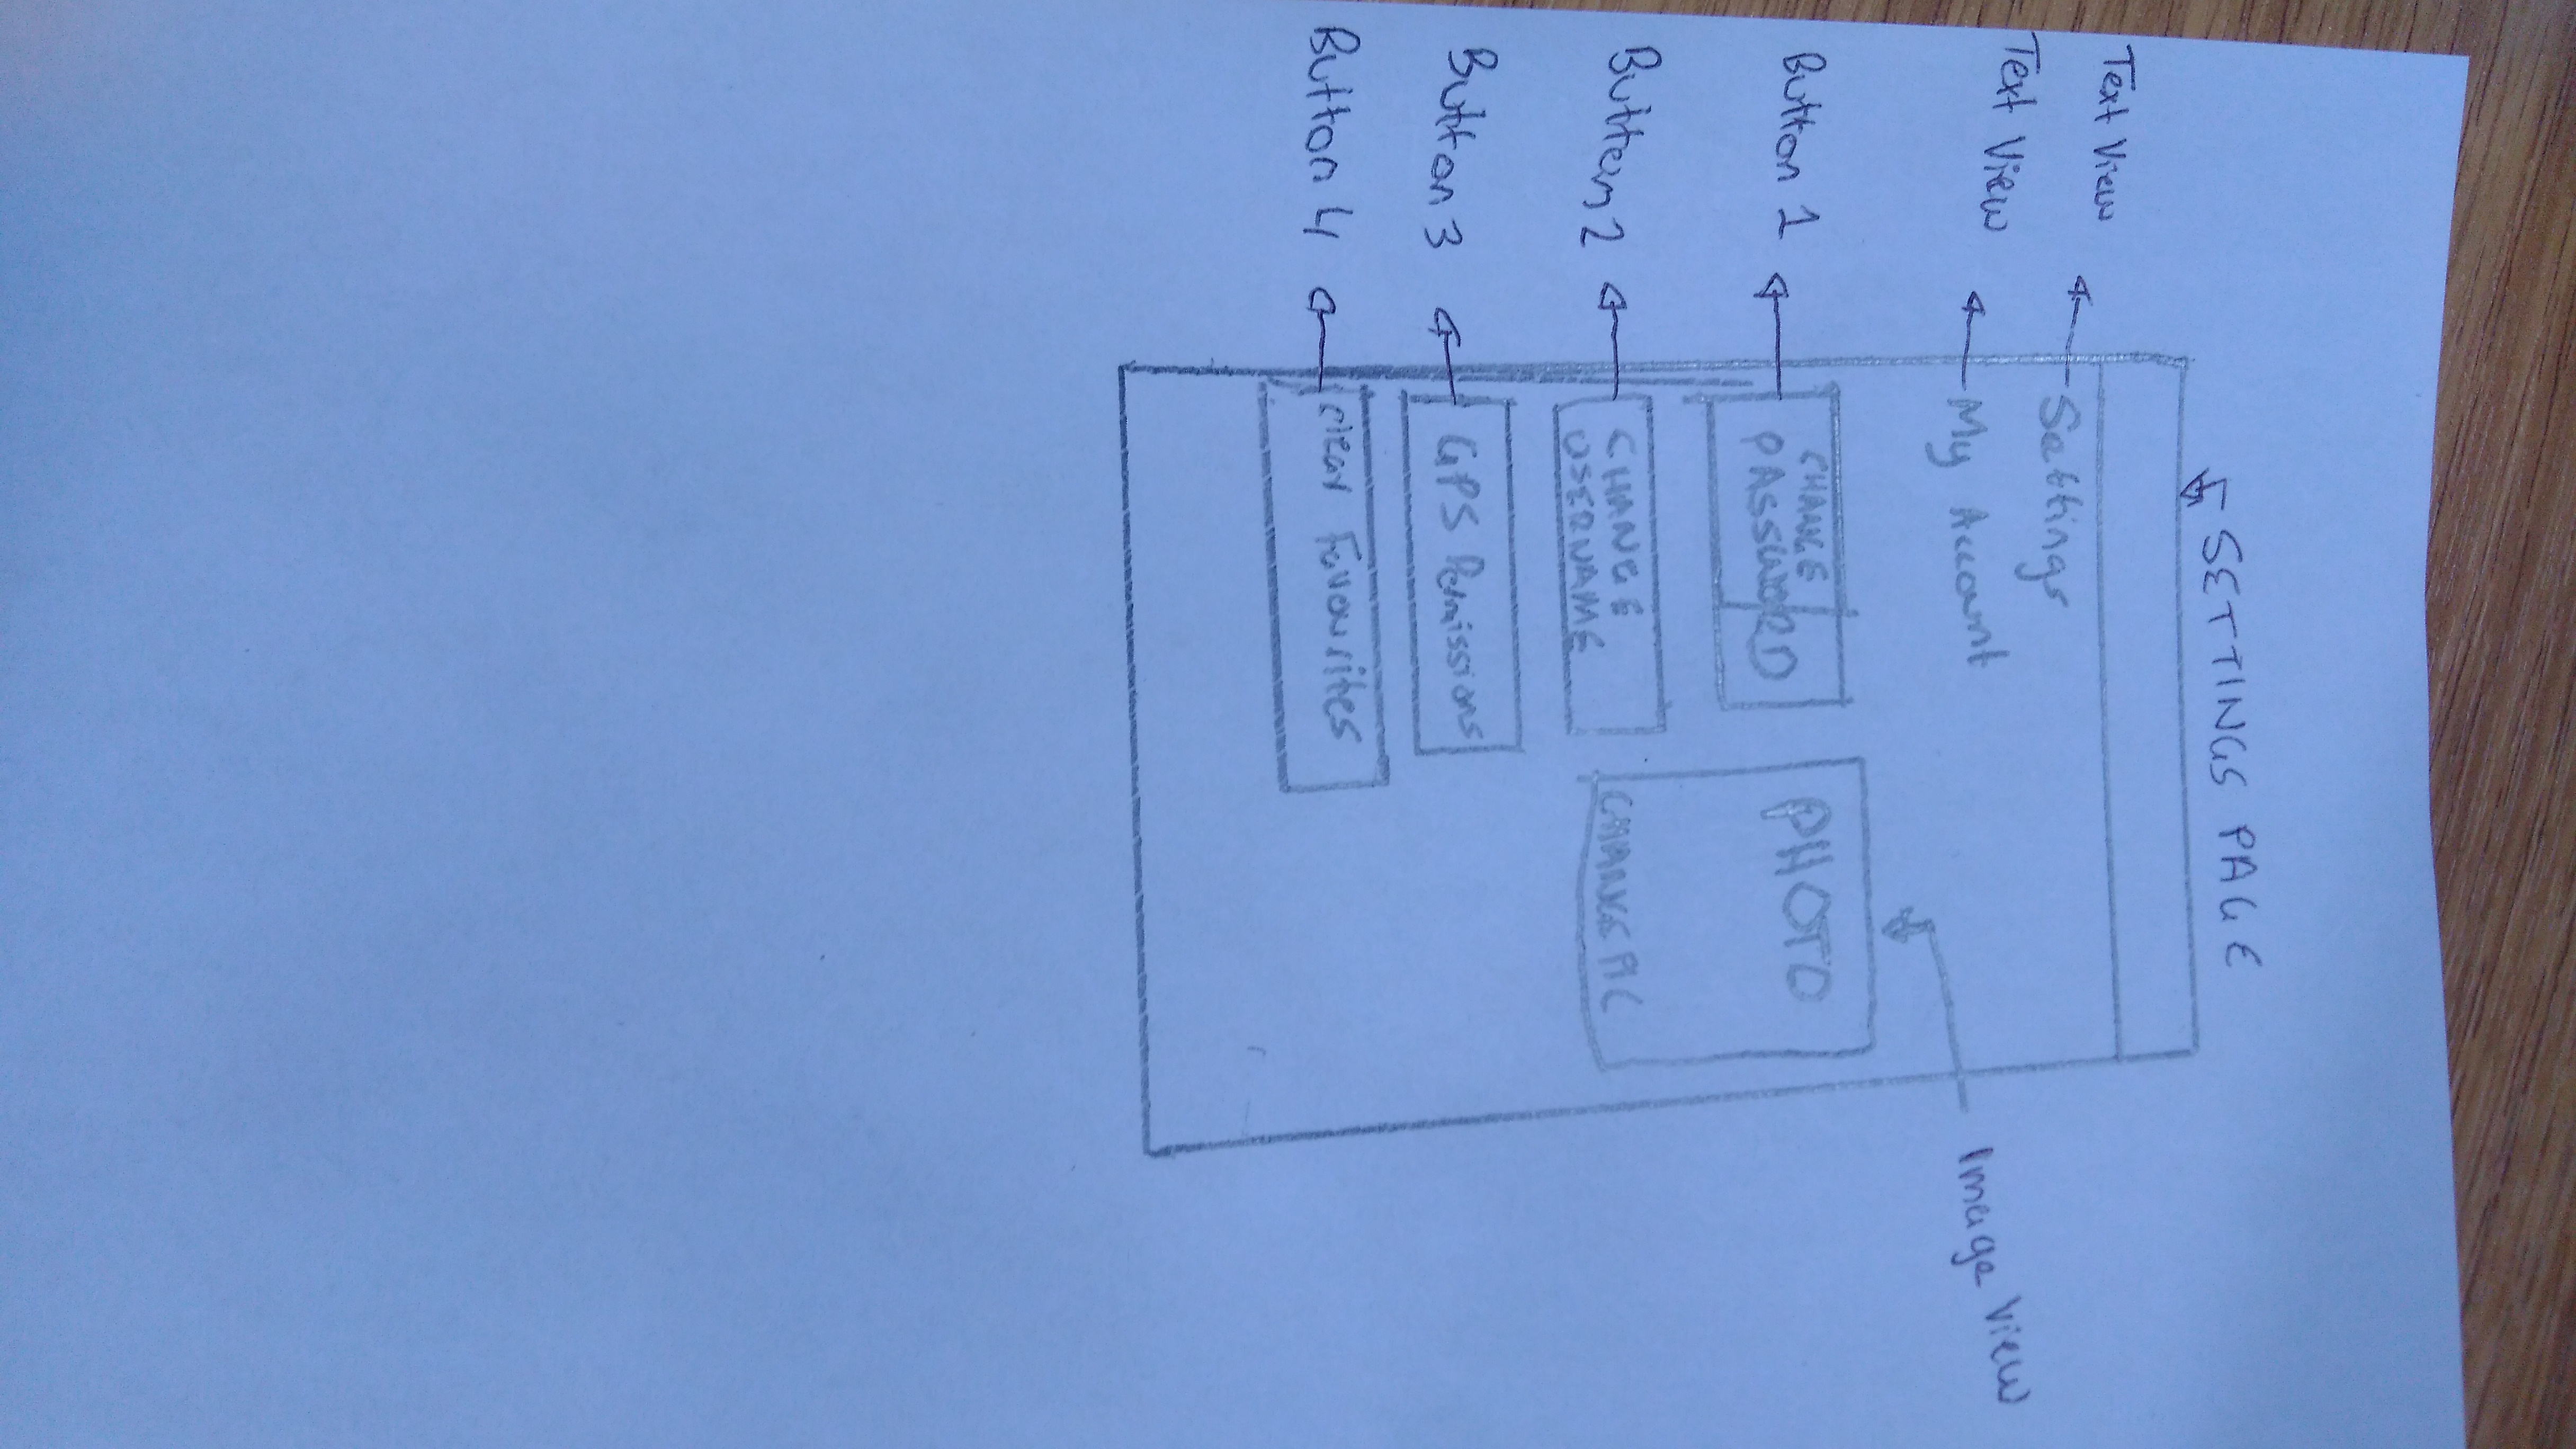 SETTINGS PAGE
Text View
Settings
Text View
My Account
Image View
Button 1
CHANGE
PASSWORD
PHOTO
Button 2
CHANGE
USERNAME
CHANGE PIC
Button 3
GPS Permissions
Button 4
Clear Favourites